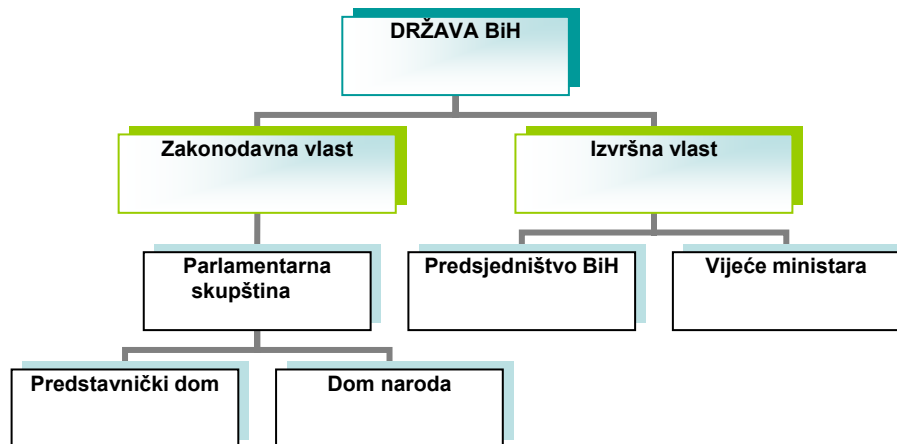 DRŽAVA BiH
Zakonodavna vlast
Izvršna vlast
Parlamentarna
skupština
Predsjedništvo BiH
Vijeće ministara
Predstavnički dom
Dom naroda